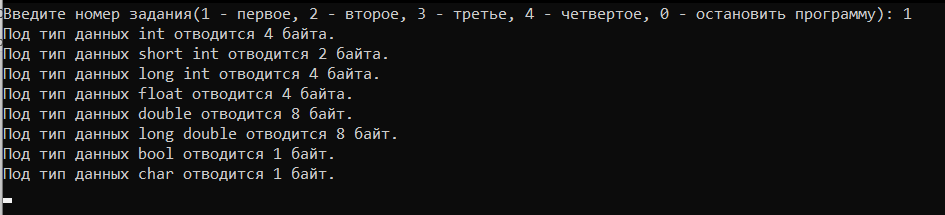 Введите номер задания(1 - первое, 2 - второе, 3 - третье, 4 - четвертое, 0 - остановить программу): 1
Под тип данных int отводится 4 байта.
Под тип данных short int отводится 2 байта.
Под тип данных long int отводится 4 байта.
Под тип данных float отводится 4 байта.
Под тип данных double отводится 8 байт.
Под тип данных long double отводится 8 байт.
Под тип данных bool отводится 1 байт.
Под тип данных char отводится 1 байт.